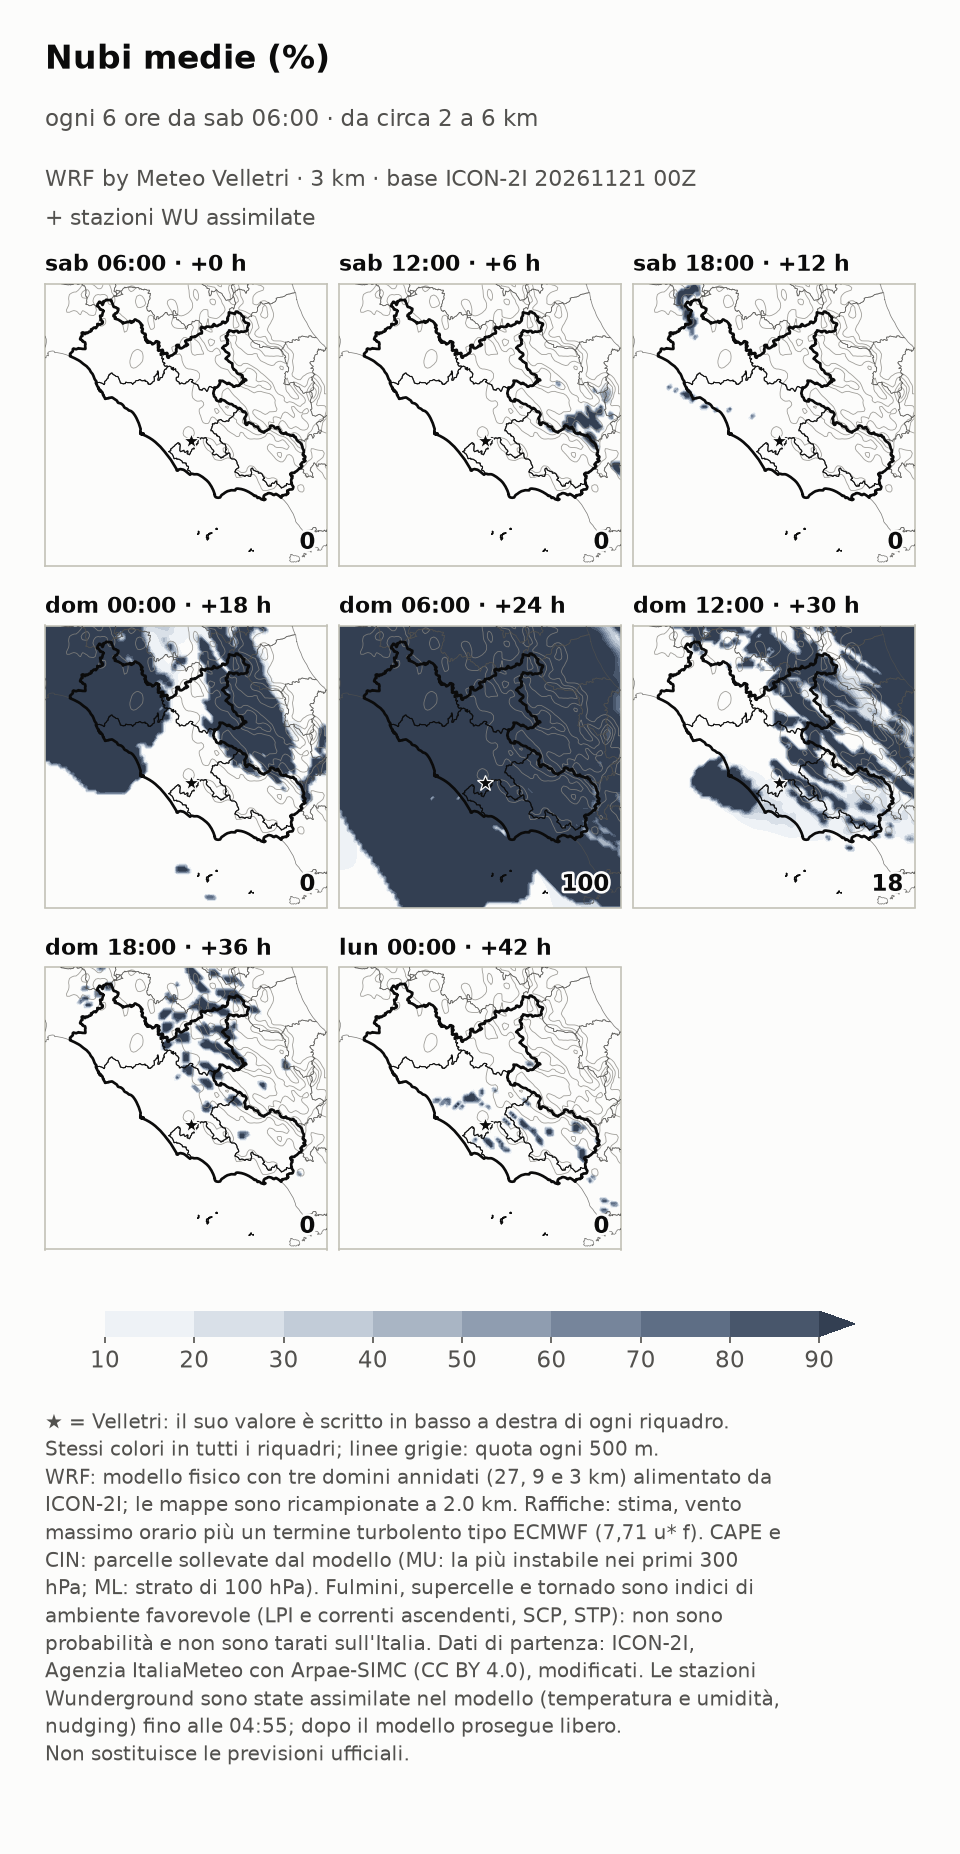 Nubi medie (%)
ogni 6 ore da sab 06:00 · da circa 2 a 6 km
WRF by Meteo Velletri · 3 km · base ICON-2I 20261121 00Z
+ stazioni WU assimilate
sab 06:00 · +0 h
sab 12:00 · +6 h
sab 18:00 · +12 h
0
0
0
dom 00:00 · +18 h
dom 06:00 · +24 h
dom 12:00 · +30 h
0
100
18
dom 18:00 · +36 h
lun 00:00 · +42 h
0
0
10 20 30 40 50 60 70 80 90
★ = Velletri: il suo valore è scritto in basso a destra di ogni riquadro.
Stessi colori in tutti i riquadri; linee grigie: quota ogni 500 m.
WRF: modello fisico con tre domini annidati (27, 9 e 3 km) alimentato da
ICON-2I; le mappe sono ricampionate a 2.0 km. Raffiche: stima, vento
massimo orario più un termine turbolento tipo ECMWF (7,71 u* f). CAPE e
CIN: parcelle sollevate dal modello (MU: la più instabile nei primi 300
hPa; ML: strato di 100 hPa). Fulmini, supercelle e tornado sono indici di
ambiente favorevole (LPI e correnti ascendenti, SCP, STP): non sono
probabilità e non sono tarati sull'Italia. Dati di partenza: ICON-2I,
Agenzia ItaliaMeteo con Arpae-SIMC (CC BY 4.0), modificati. Le stazioni
Wunderground sono state assimilate nel modello (temperatura e umidità,
nudging) fino alle 04:55; dopo il modello prosegue libero.
Non sostituisce le previsioni ufficiali.